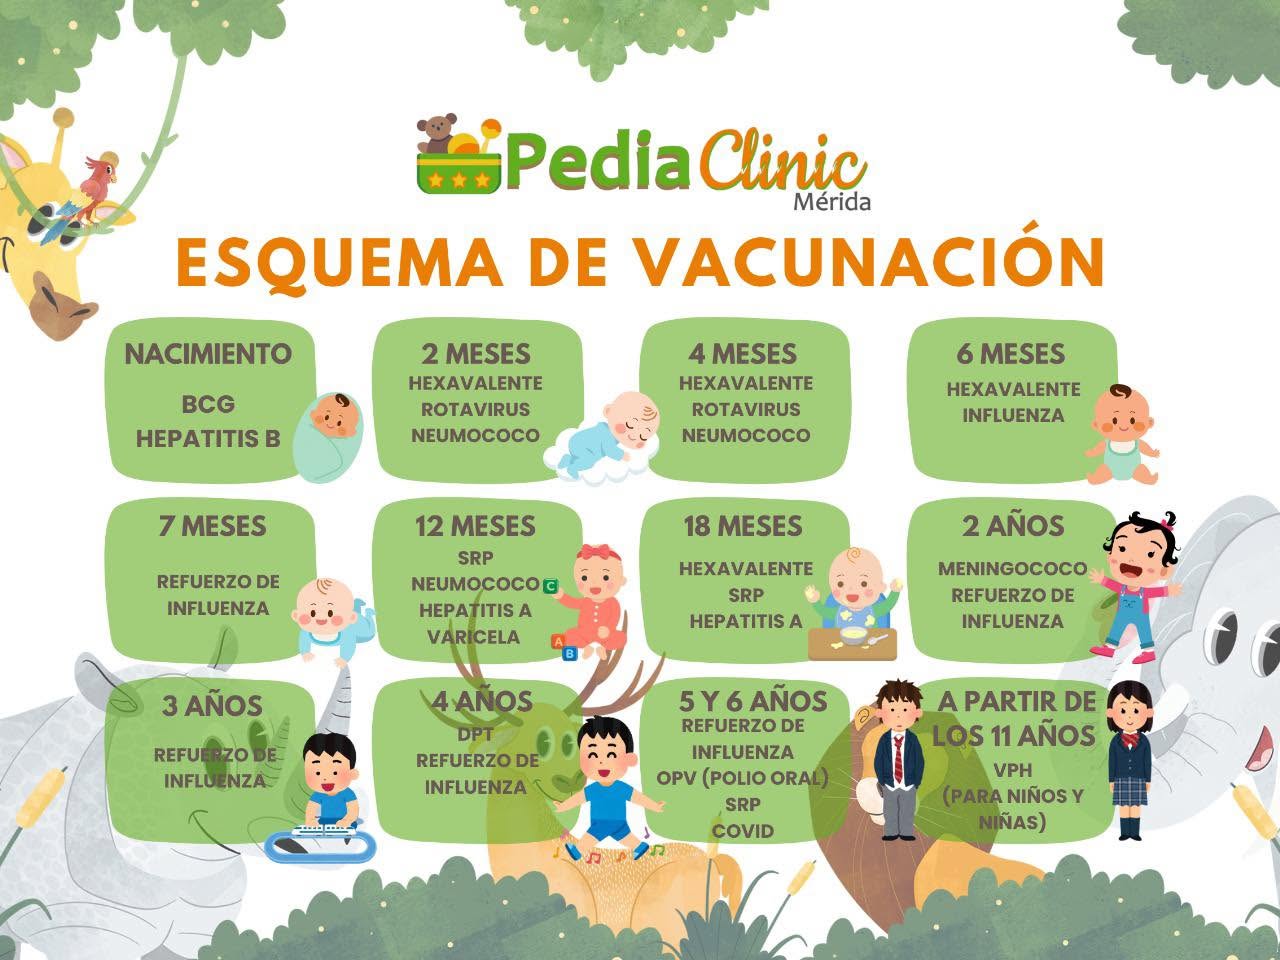 Pedia Clinic
Mérida
ESQUEMA DE VACUNACIÓN
NACIMIENTO
BCG
HEPATITIS B
2 MESES
HEXAVALENTE
ROTAVIRUS
NEUMOCOCO
4 MESES
HEXAVALENTE
ROTAVIRUS
NEUMOCOCO
6 MESES
HEXAVALENTE
INFLUENZA
7 MESES
REFUERZO DE
INFLUENZA
12 MESES
SRP
NEUMOCOCO
HEPATITIS A
VARICELA
C
A
B
18 MESES
HEXAVALENTE
SRP
HEPATITIS A
2 AÑOS
MENINGOCOCO
REFUERZO DE
INFLUENZA
3 AÑOS
REFUERZO DE
INFLUENZA
4 AÑOS
DPT
REFUERZO DE
INFLUENZA
5 Y 6 AÑOS
REFUERZO DE
INFLUENZA
OPV (POLIO ORAL)
SRP
COVID
A PARTIR DE
LOS 11 AÑOS
VPH
(PARA NIÑOS Y
NIÑAS)